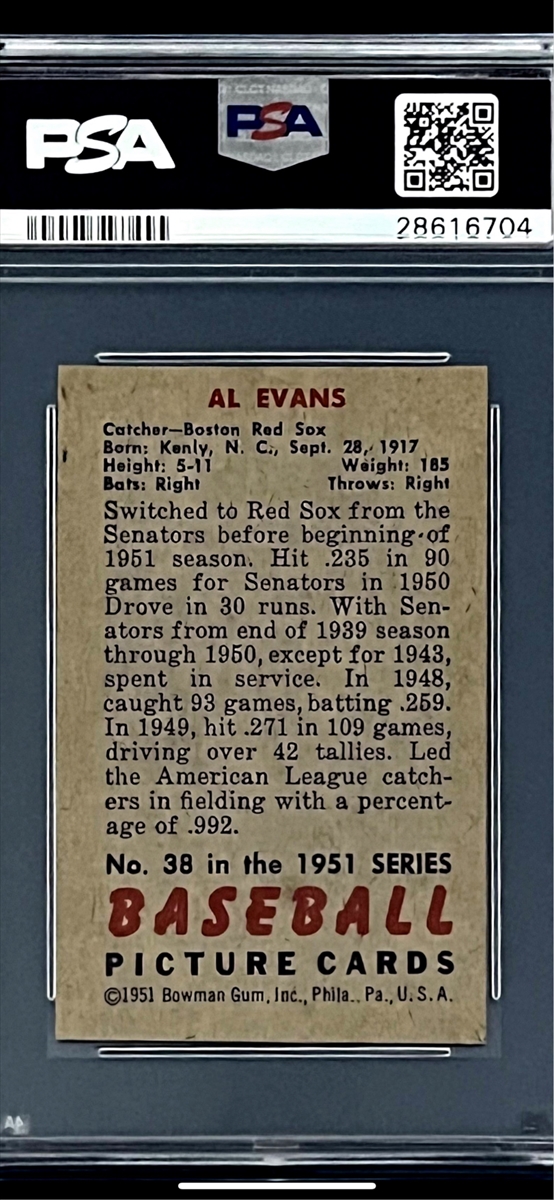 PSA
PSA
28616704
AL EVANS
Catcher—Boston Red Sox
Born: Kenly, N. C., Sept. 28, 1917
Height: 5-11 Weight: 185
Bats: Right Throws: Right
Switched to Red Sox from the
Senators before beginning of
1951 season. Hit .235 in 90
games for Senators in 1950
Drove in 30 runs. With Sen-
ators from end of 1939 season
through 1950, except for 1943,
spent in service. In 1948,
caught 93 games, batting .259.
In 1949, hit .271 in 109 games,
driving over 42 tallies. Led
the American League catch-
ers in fielding with a percent-
age of .992.
No. 38 in the 1951 SERIES
BASEBALL
PICTURE CARDS
©1951 Bowman Gum, Inc., Phila., Pa., U. S. A.